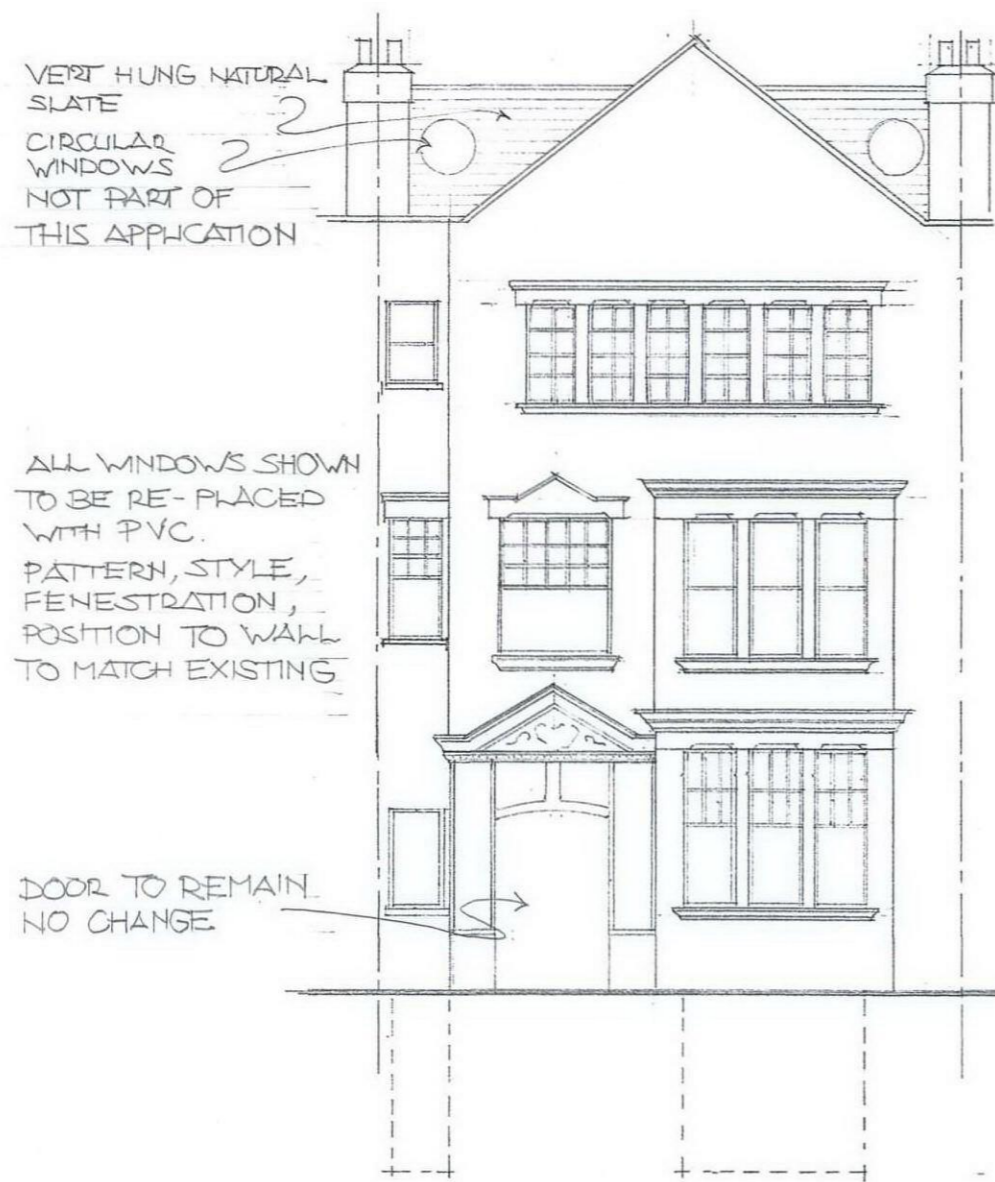 VERT HUNG NATURAL
SLATE
CIRCULAR
WINDOWS
NOT PART OF
THIS APPLICATION
ALL WINDOWS SHOWN
TO BE RE-PLACED
WITH PVC.
PATTERN, STYLE,
FENESTRATION,
POSITION TO WALL
TO MATCH EXISTING
DOOR TO REMAIN
NO CHANGE